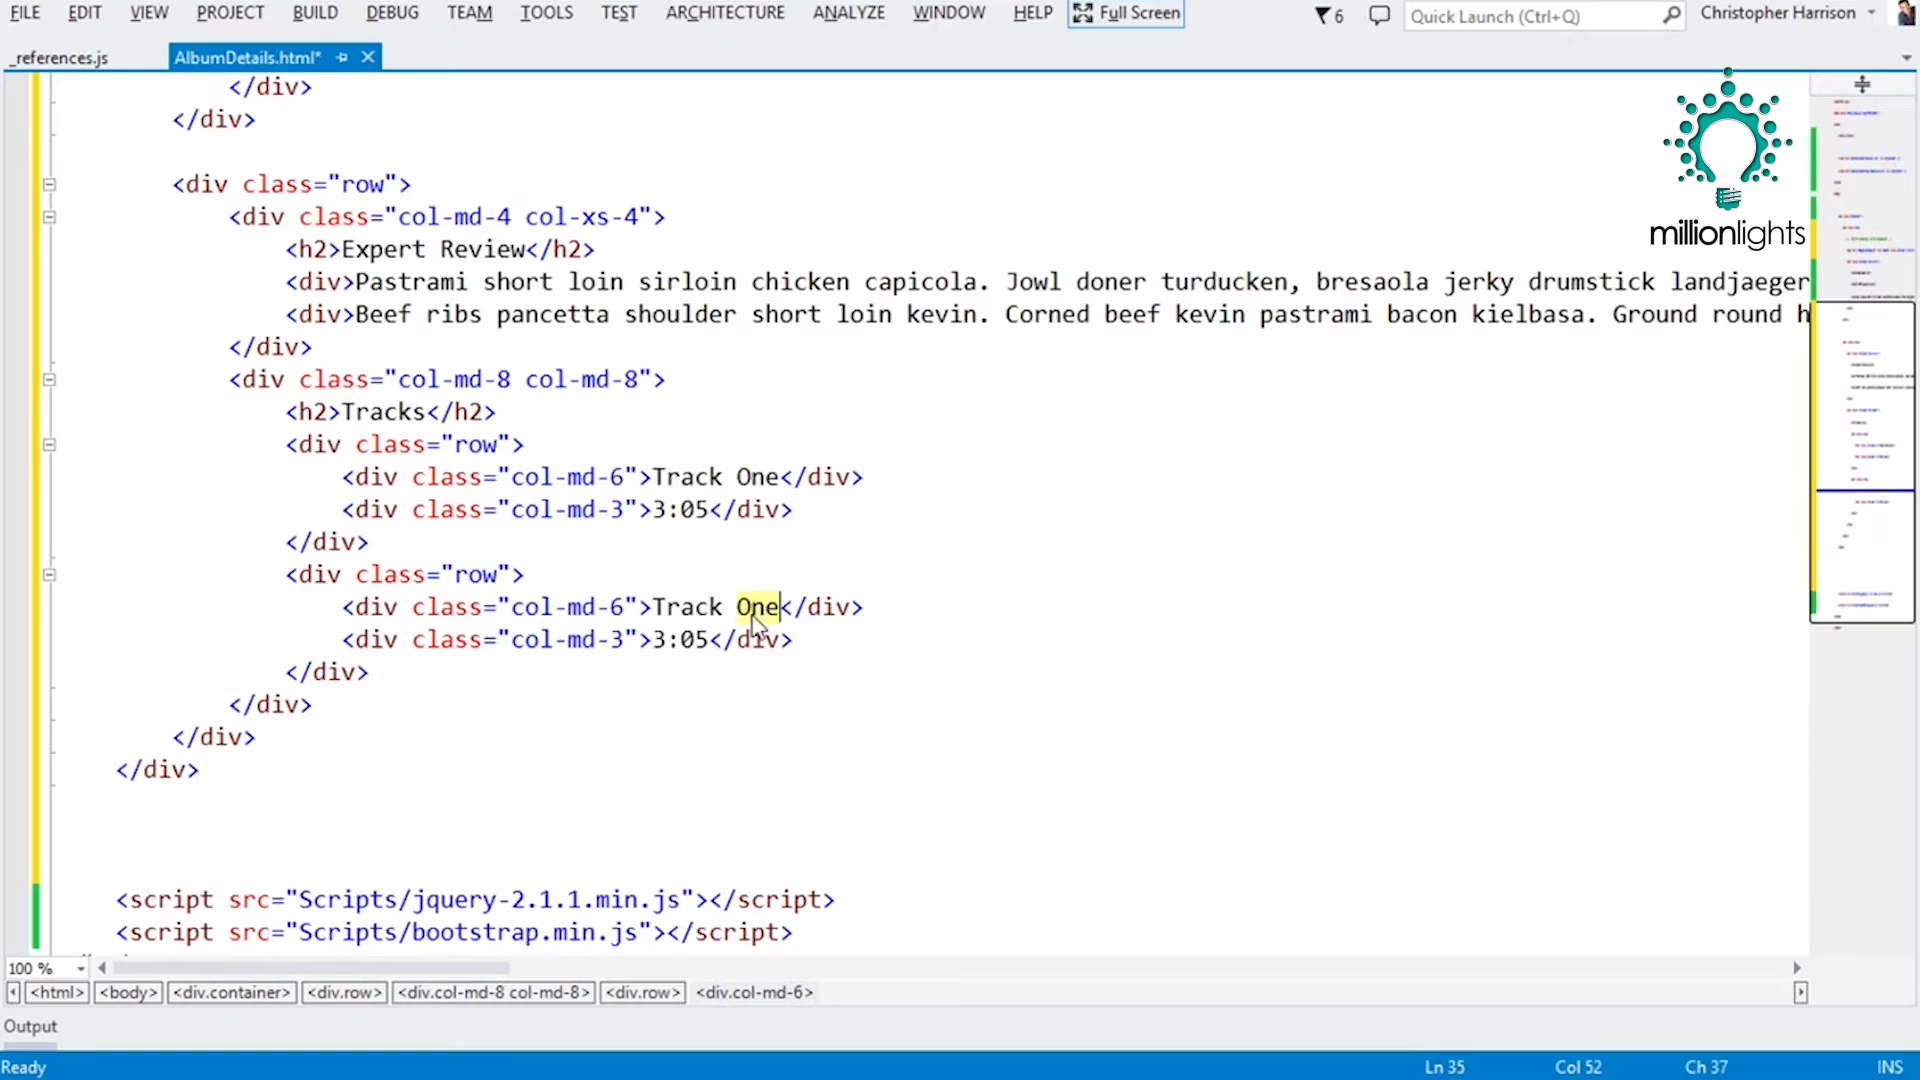 FILE EDIT VIEW PROJECT BUILD DEBUG TEAM TOOLS TEST ARCHITECTURE ANALYZE WINDOW HELP Full Screen 6 Quick Launch (Ctrl+Q) Christopher Harrison
_references.js AlbumDetails.html*
</div>
</div>
<div class="row">
<div class="col-md-4 col-xs-4">
<h2>Expert Review</h2>
<div>Pastrami short loin sirloin chicken capicola. Jowl doner turducken, bresaola jerky drumstick landjaeger
<div>Beef ribs pancetta shoulder short loin kevin. Corned beef kevin pastrami bacon kielbasa. Ground round h
</div>
<div class="col-md-8 col-md-8">
<h2>Tracks</h2>
<div class="row">
<div class="col-md-6">Track One</div>
<div class="col-md-3">3:05</div>
</div>
<div class="row">
<div class="col-md-6">Track One</div>
<div class="col-md-3">3:05</div>
</div>
</div>
</div>
</div>
<script src="Scripts/jquery-2.1.1.min.js"></script>
<script src="Scripts/bootstrap.min.js"></script>
millionlights
100 %
<html> <body> <div.container> <div.row> <div.col-md-8 col-md-8> <div.row> <div.col-md-6>
Output
Ready Ln 35 Col 52 Ch 37 INS